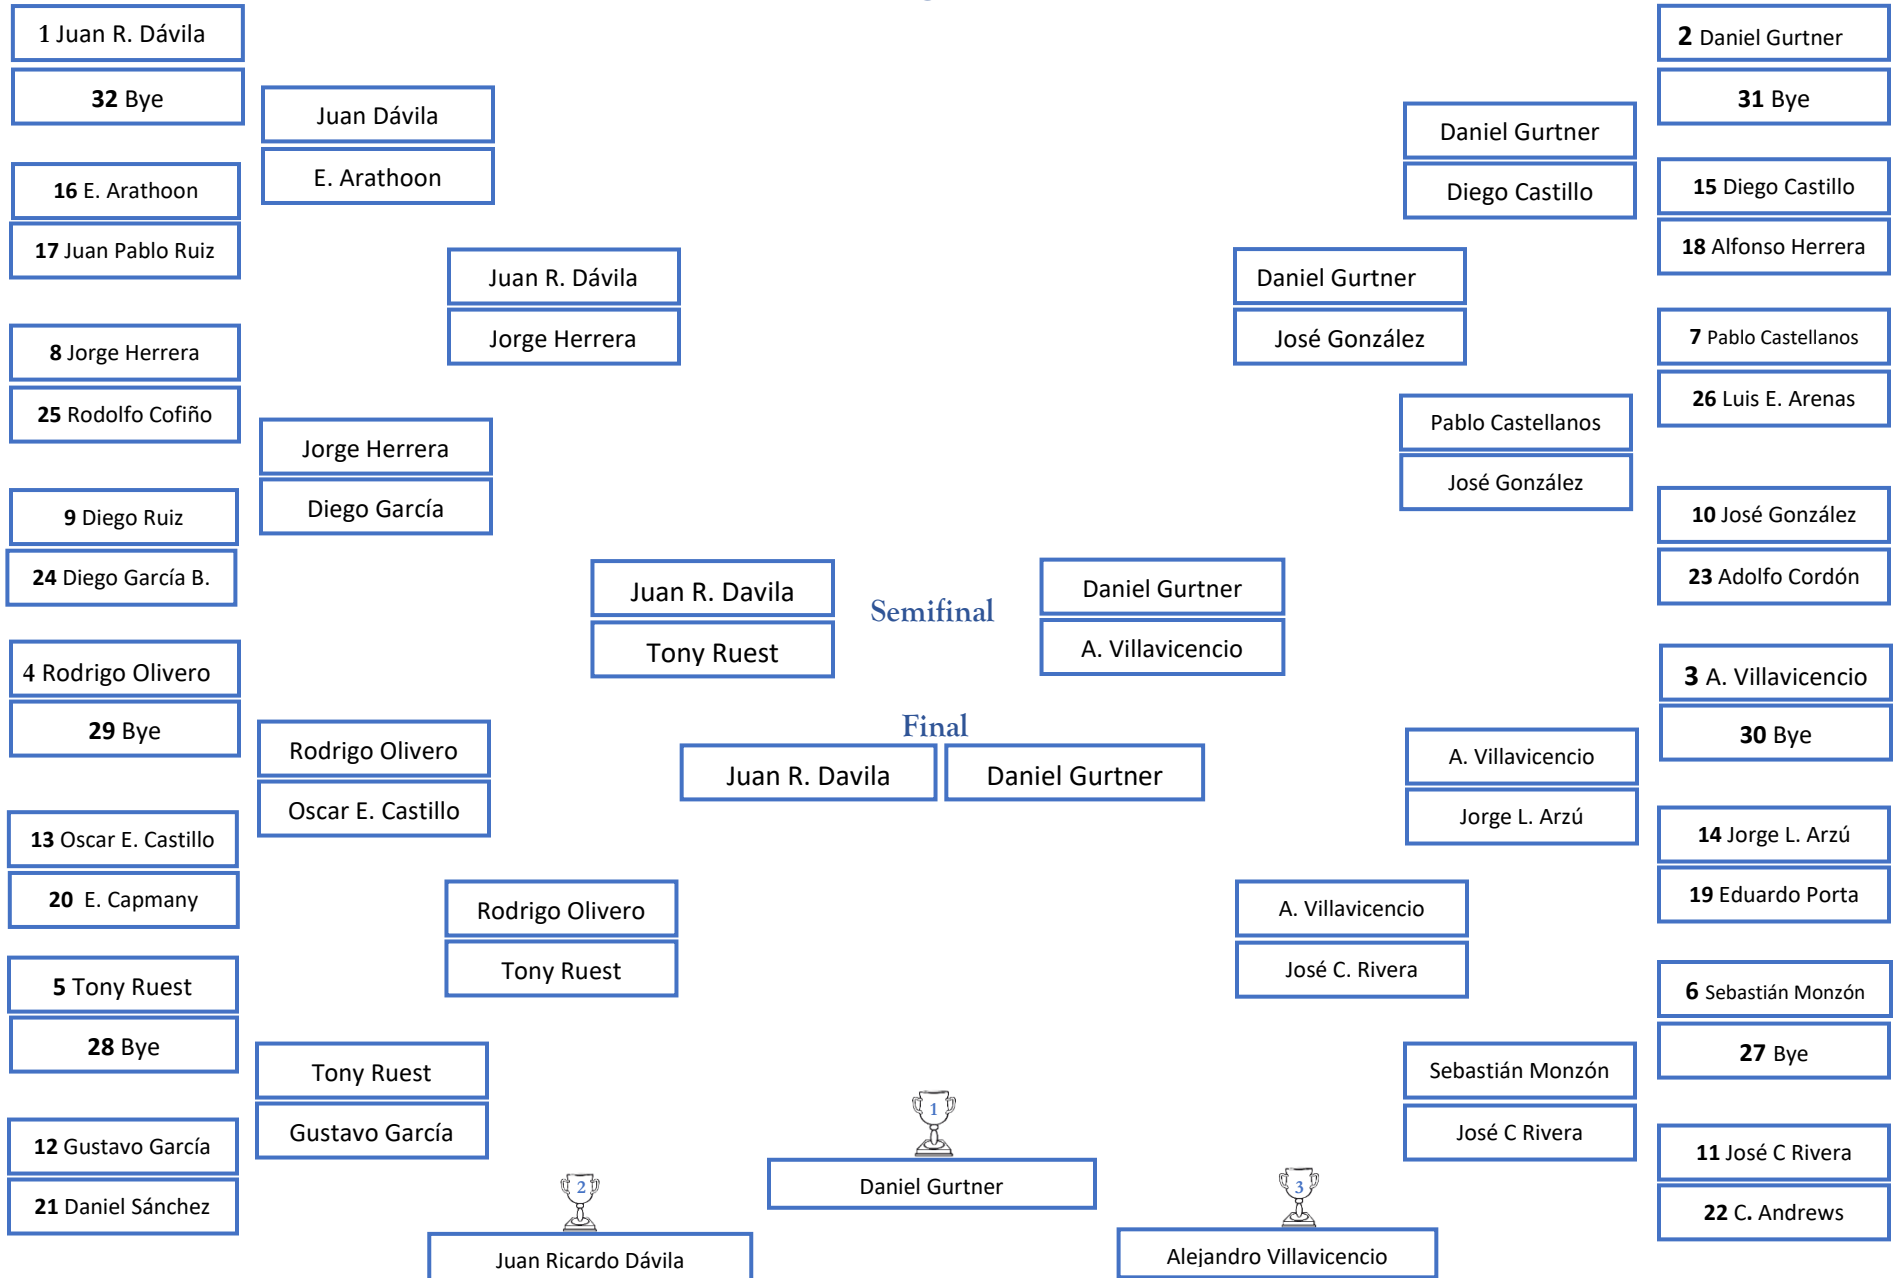 1 Juan R. Dávila
32 Bye
16 E. Arathoon
17 Juan Pablo Ruiz
8 Jorge Herrera
25 Rodolfo Cofiño
9 Diego Ruiz
24 Diego García B.
4 Rodrigo Olivero
29 Bye
13 Oscar E. Castillo
20 E. Capmany
5 Tony Ruest
28 Bye
12 Gustavo García
21 Daniel Sánchez
Juan Dávila
E. Arathoon
Jorge Herrera
Diego García
Rodrigo Olivero
Oscar E. Castillo
Tony Ruest
Gustavo García
Juan R. Dávila
Jorge Herrera
Rodrigo Olivero
Tony Ruest
Juan R. Davila
Tony Ruest
Semifinal
Daniel Gurtner
A. Villavicencio
Final
Juan R. Davila
Daniel Gurtner
Daniel Gurtner
José González
A. Villavicencio
José C. Rivera
Daniel Gurtner
Diego Castillo
Pablo Castellanos
José González
A. Villavicencio
Jorge L. Arzú
Sebastián Monzón
José C Rivera
2 Daniel Gurtner
31 Bye
15 Diego Castillo
18 Alfonso Herrera
7 Pablo Castellanos
26 Luis E. Arenas
10 José González
23 Adolfo Cordón
3 A. Villavicencio
30 Bye
14 Jorge L. Arzú
19 Eduardo Porta
6 Sebastián Monzón
27 Bye
11 José C Rivera
22 C. Andrews
1
Daniel Gurtner
2
Juan Ricardo Dávila
3
Alejandro Villavicencio